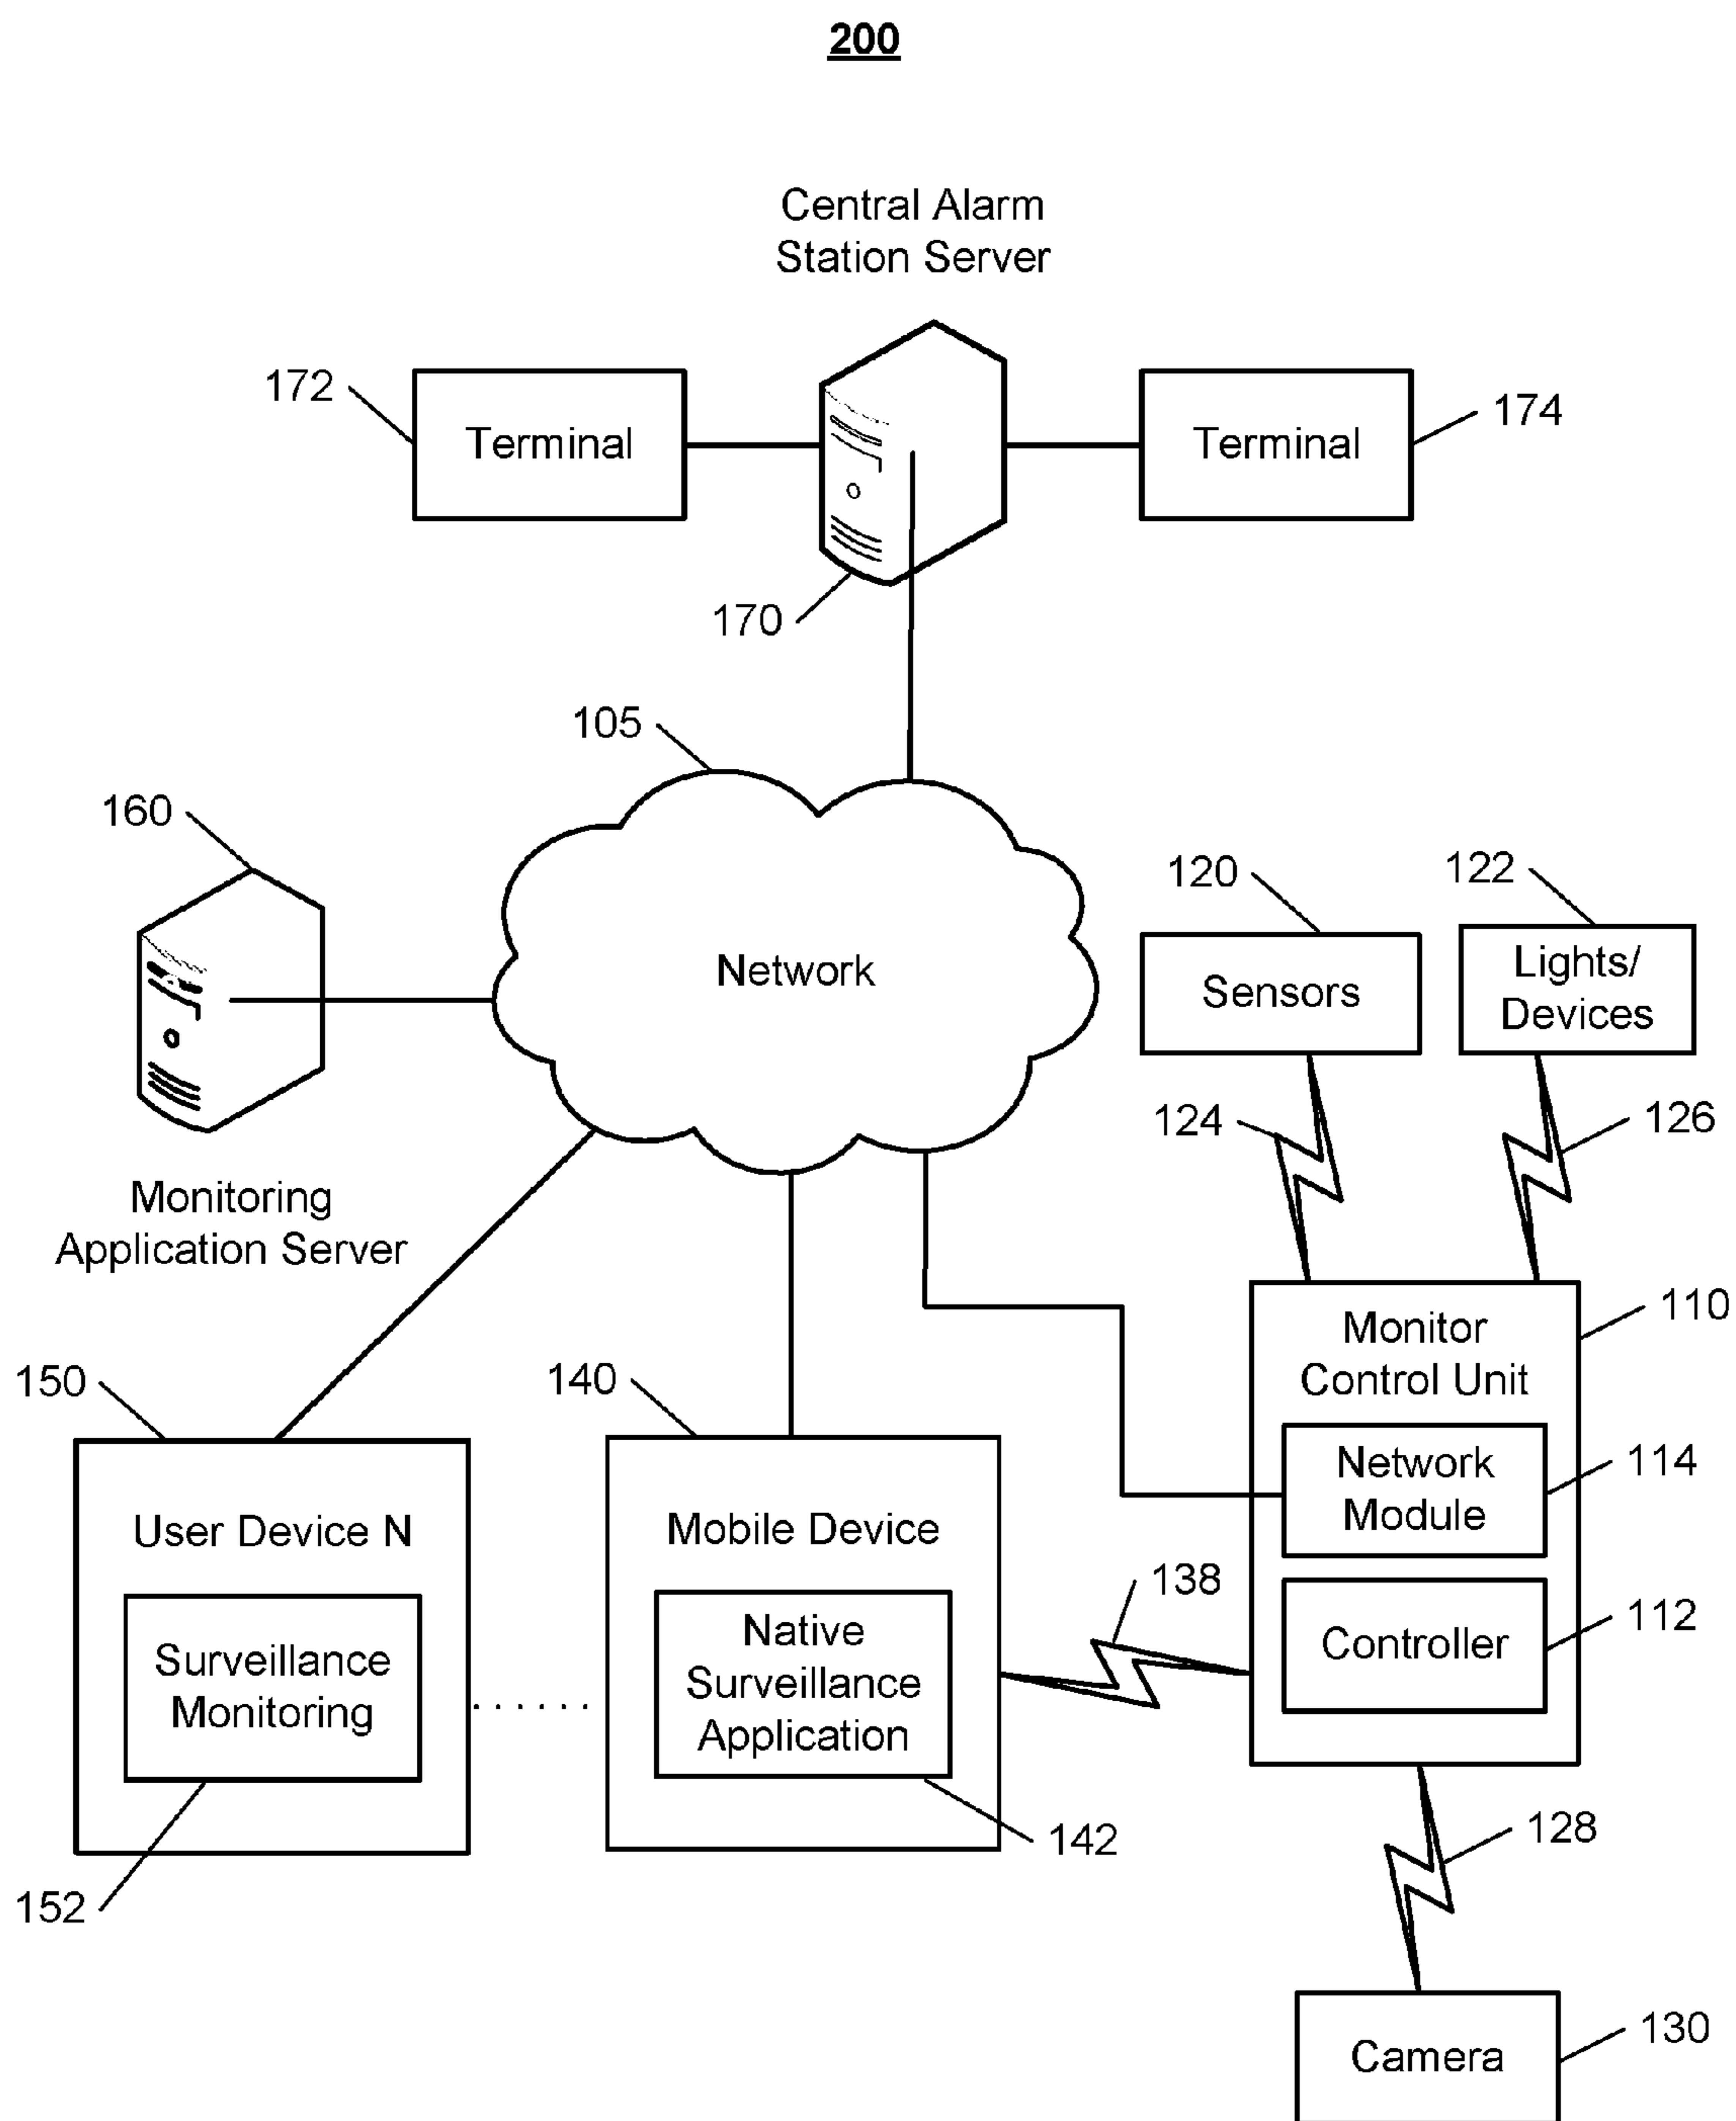 200
Central Alarm
Station Server
172
Terminal
Terminal
174
170
105
160
Network
120
122
Sensors
Lights/
Devices
124
126
Monitoring
Application Server
110
Monitor
Control Unit
150
140
Network
Module
114
User Device N
Mobile Device
138
Controller
112
Surveillance
Monitoring
......
Native
Surveillance
Application
152
142
128
Camera
130